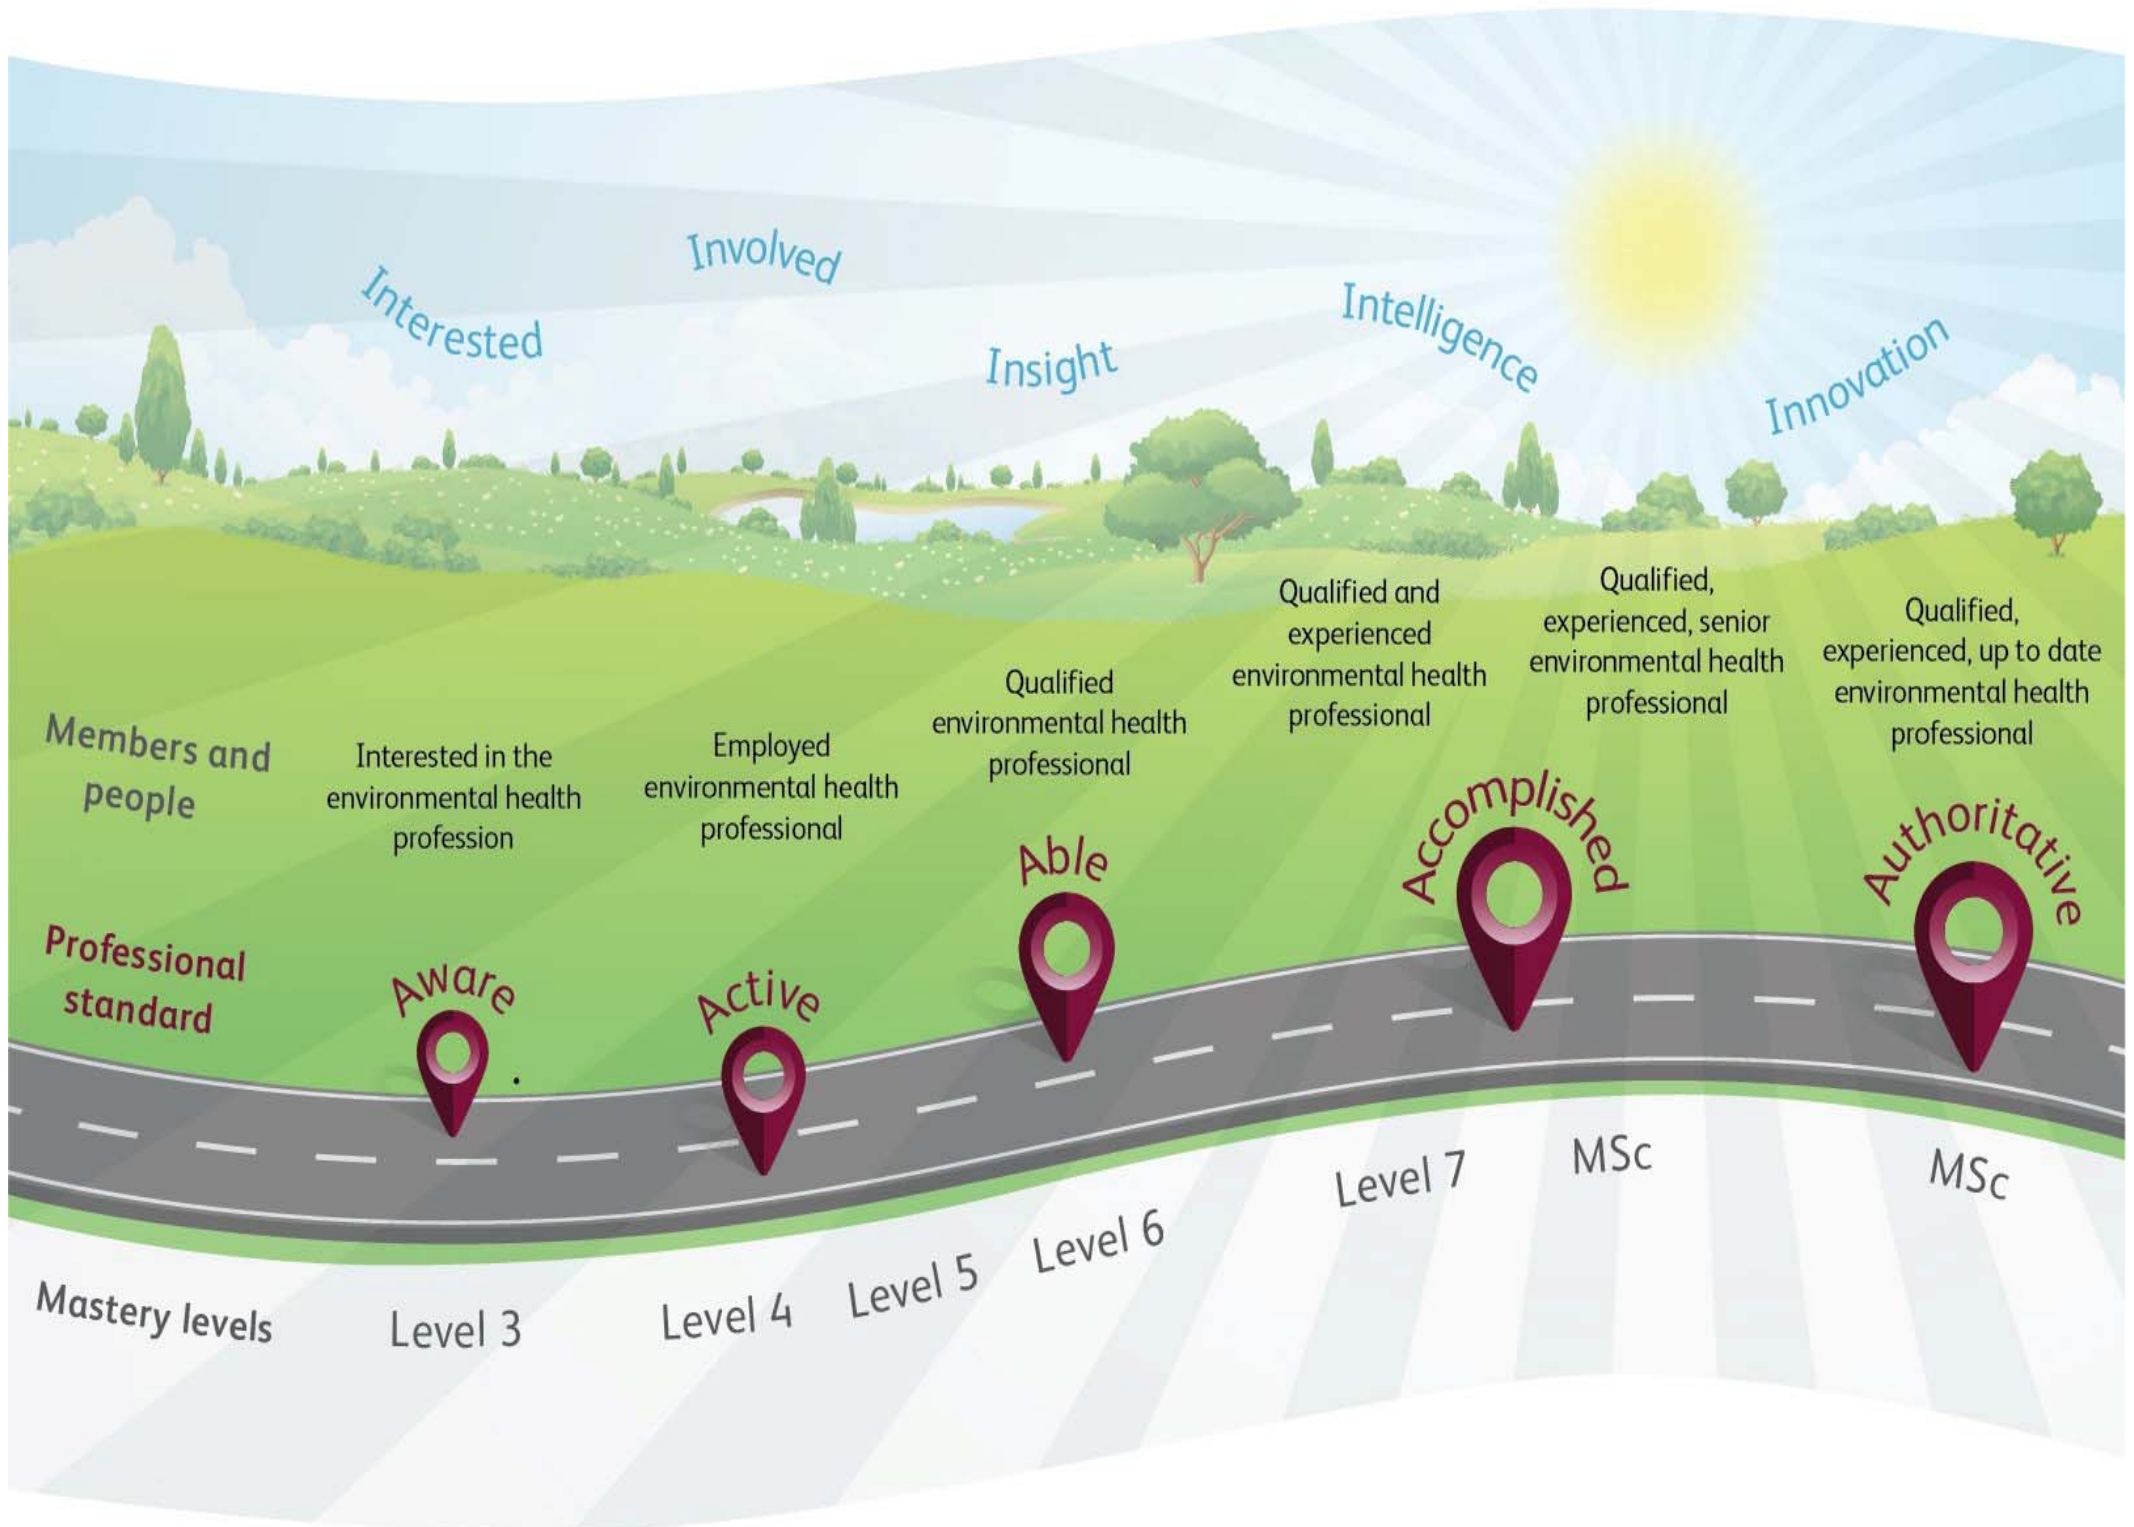 Interested
Involved
Insight
Intelligence
Innovation
Members and
people
Interested in the
environmental health
profession
Employed
environmental health
professional
Qualified
environmental health
professional
Qualified and
experienced
environmental health
professional
Qualified,
experienced, senior
environmental health
professional
Qualified,
experienced, up to date
environmental health
professional
Professional
standard
Aware
Active
Able
Accomplished
Authoritative
Mastery levels
Level 3
Level 4
Level 5
Level 6
Level 7
MSc
MSc